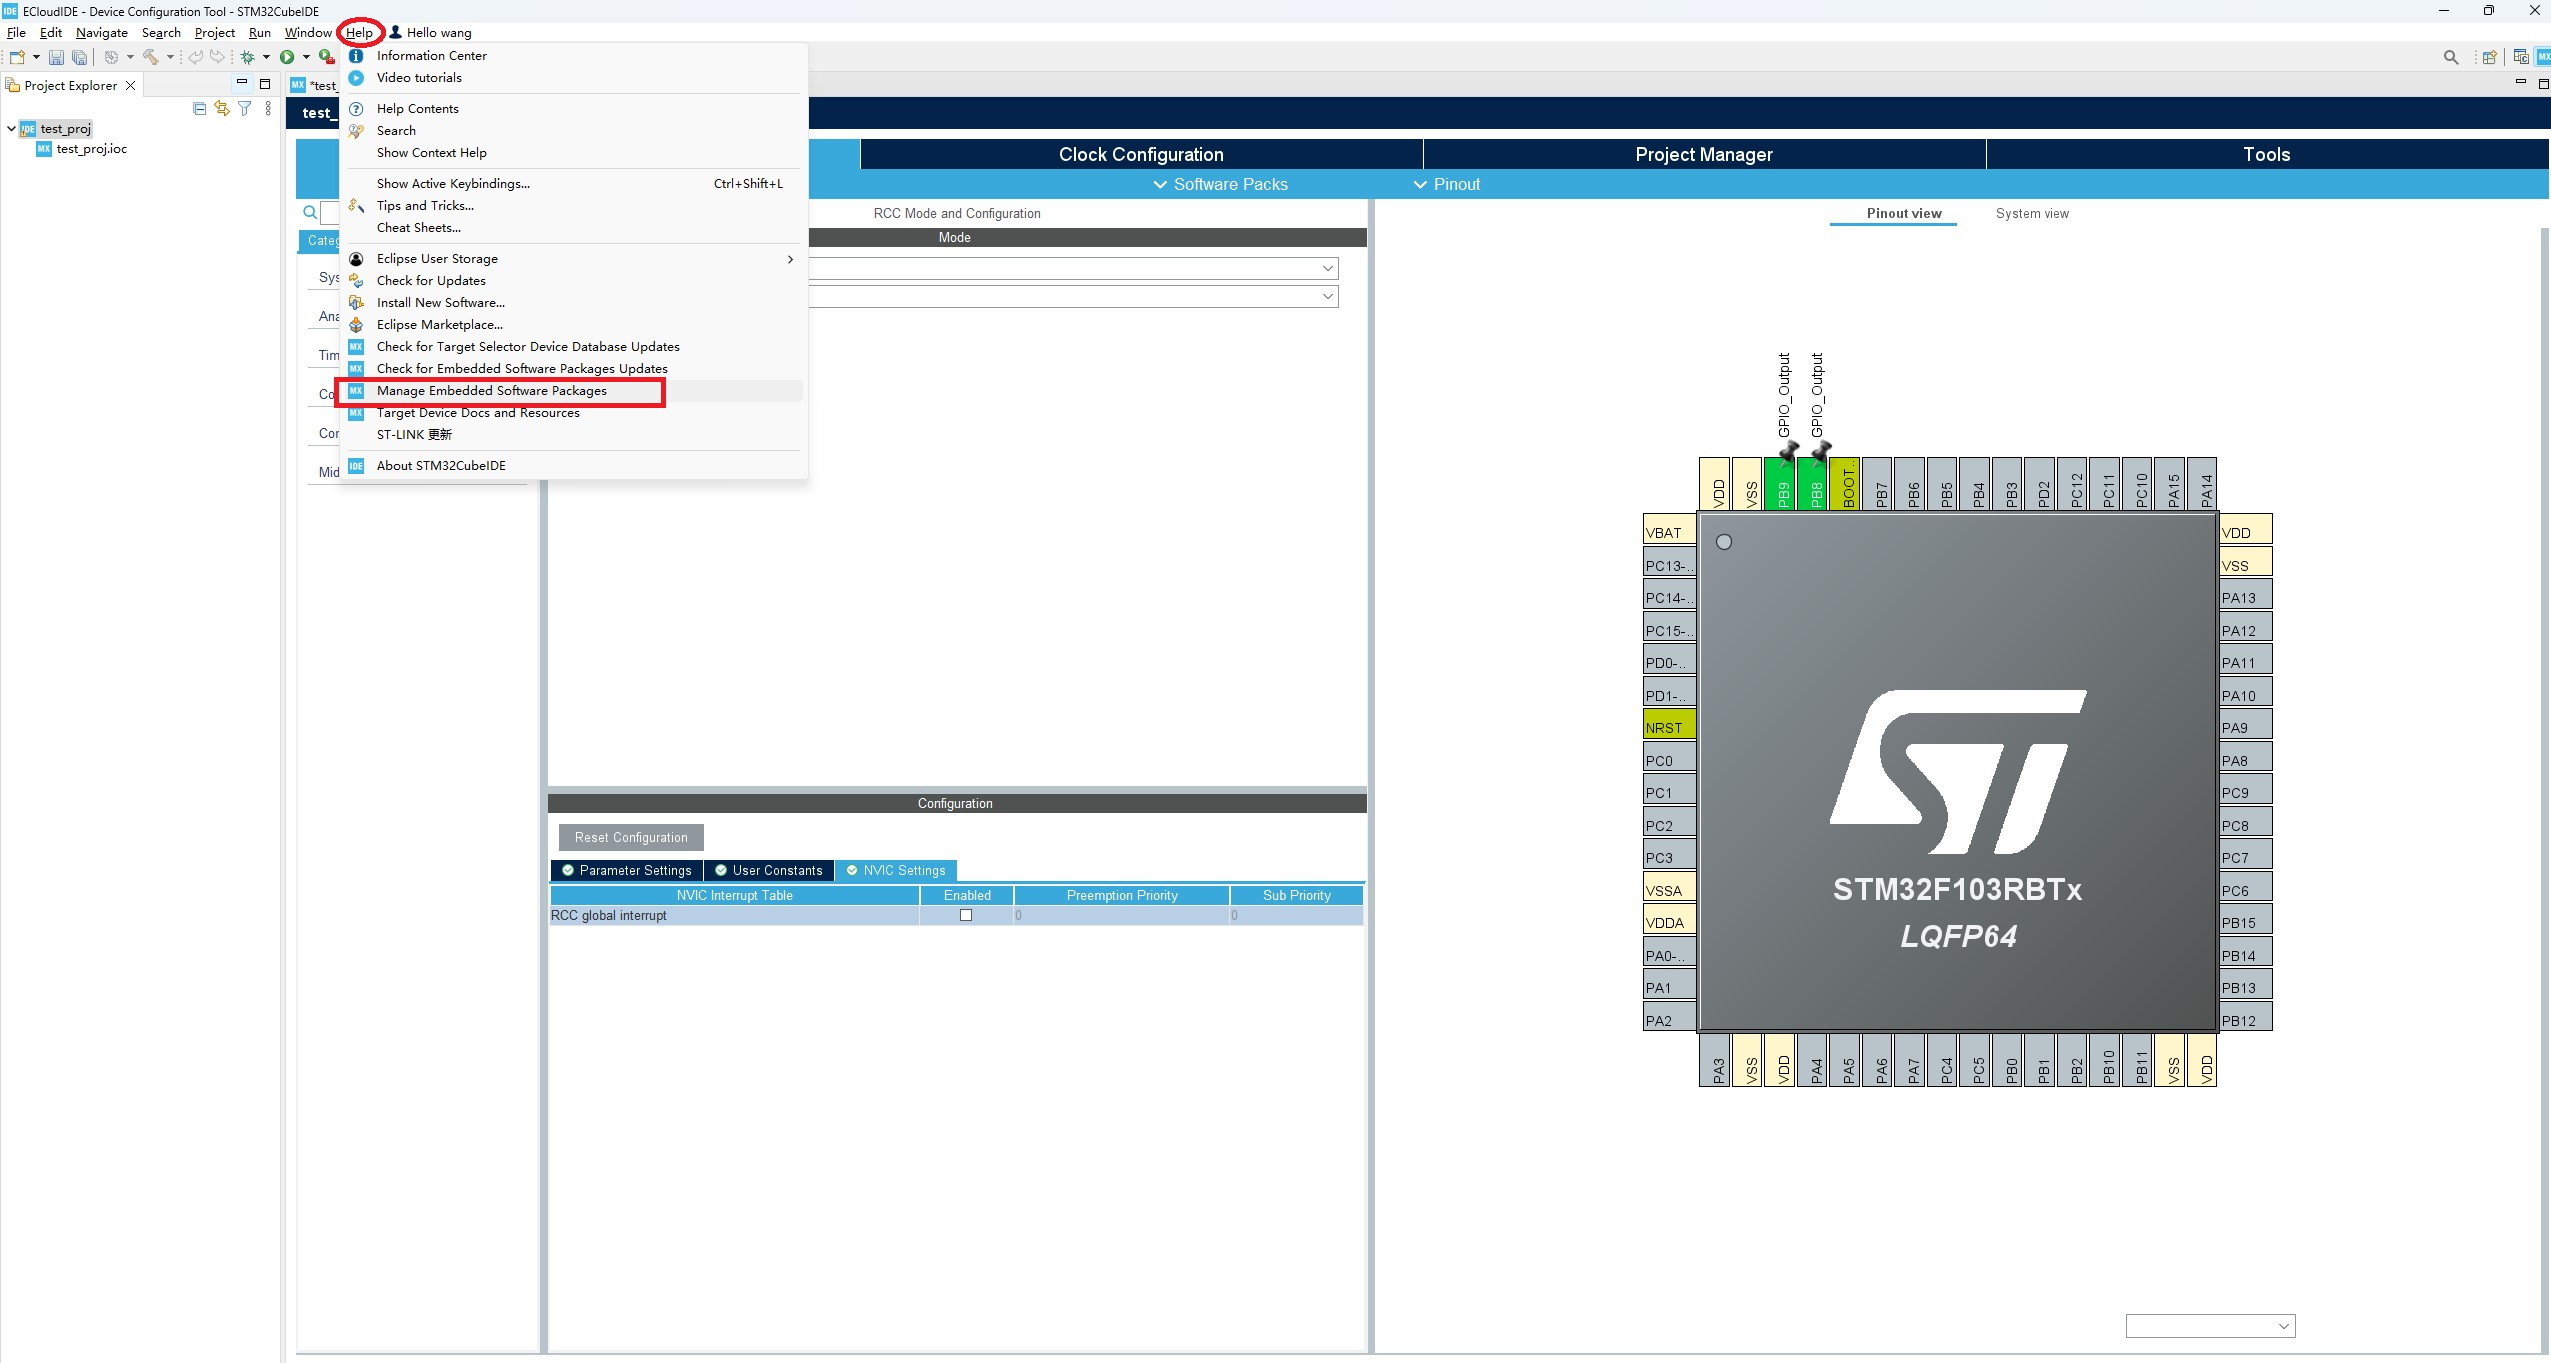 IDE ECloudIDE - Device Configuration Tool - STM32CubeIDE
File Edit Navigate Search Project Run Window Help Hello wang
Project Explorer
test_proj
test_proj.ioc
MX *test_
test_
Information Center
Video tutorials
Help Contents
Search
Show Context Help
Show Active Keybindings... Ctrl+Shift+L
Tips and Tricks...
Cheat Sheets...
Eclipse User Storage
Check for Updates
Install New Software...
Eclipse Marketplace...
MX Check for Target Selector Device Database Updates
MX Check for Embedded Software Packages Updates
MX Manage Embedded Software Packages
MX Target Device Docs and Resources
ST-LINK 更新
IDE About STM32CubeIDE
Clock Configuration
Project Manager
Tools
Software Packs
Pinout
Categ
Sys
Ana
Tim
Co
Cor
Mid
RCC Mode and Configuration
Mode
Configuration
Reset Configuration
Parameter Settings
User Constants
NVIC Settings
NVIC Interrupt Table Enabled Preemption Priority Sub Priority
RCC global interrupt 0 0
Pinout view
System view
GPIO_Output
GPIO_Output
VDD
VSS
PB9
PB8
BOOT..
PB7
PB6
PB5
PB4
PB3
PD2
PC12
PC11
PC10
PA15
PA14
VBAT
PC13-..
PC14-..
PC15-..
PD0-..
PD1-..
NRST
PC0
PC1
PC2
PC3
VSSA
VDDA
PA0-..
PA1
PA2
ST
STM32F103RBTx
LQFP64
VDD
VSS
PA13
PA12
PA11
PA10
PA9
PA8
PC9
PC8
PC7
PC6
PB15
PB14
PB13
PB12
PA3
VSS
VDD
PA4
PA5
PA6
PA7
PC4
PC5
PB0
PB1
PB2
PB10
PB11
VSS
VDD